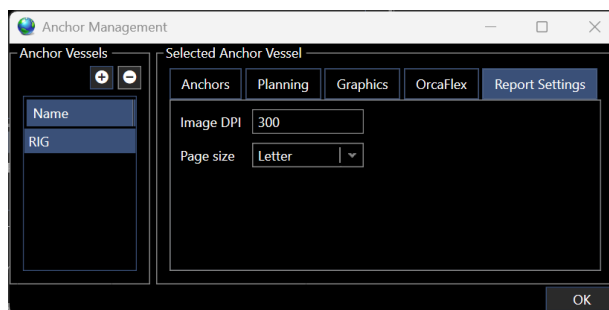 Anchor Management
Anchor Vessels
Selected Anchor Vessel
Anchors Planning Graphics OrcaFlex Report Settings
Name
RIG
Image DPI 300
Page size Letter
OK